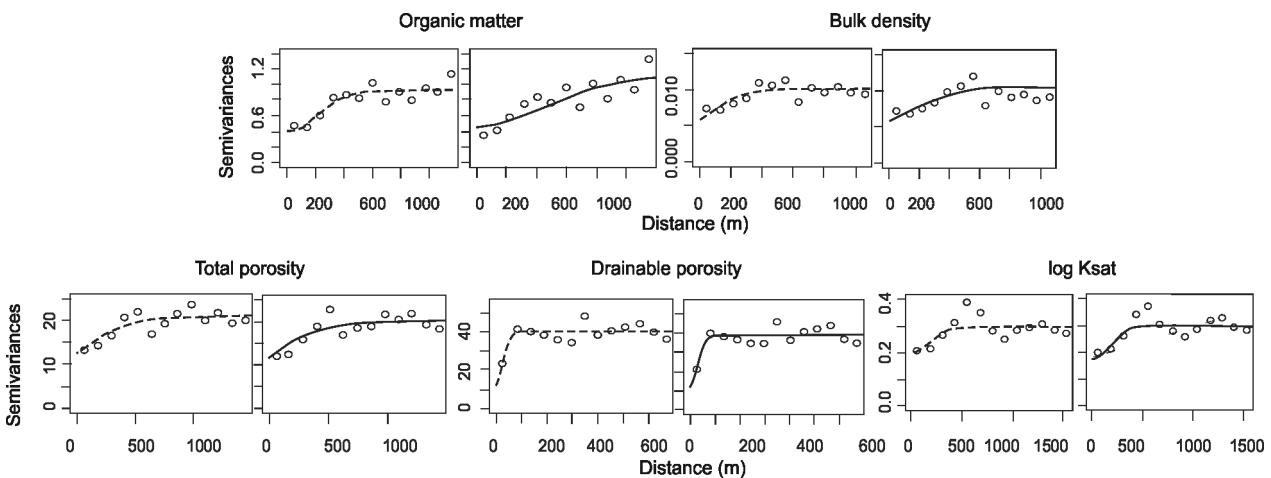 Organic matter Bulk density
Semivariances
1.2
0.6
0.0
0.010
0.000
0 200 600 1000 0 200 600 1000 0 200 600 1000 0 200 600 1000
Distance (m)
Total porosity Drainable porosity log Ksat
Semivariances
20
10
0
40
20
0
0.4
0.2
0.0
0 500 1000 0 500 1000 0 200 400 600 0 200 400 600 0 500 1000 1500 0 500 1000 1500
Distance (m)